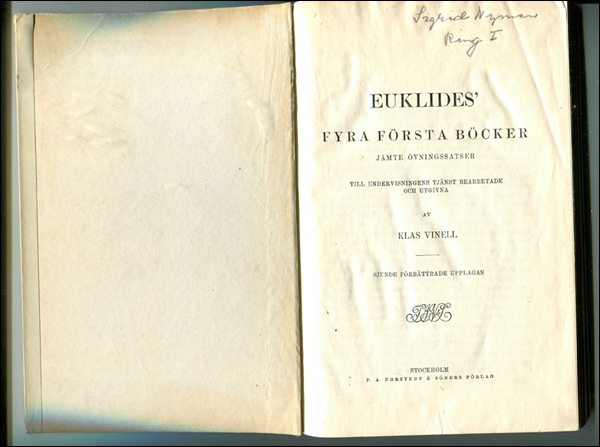 Sigrid Nyman
Ring I
EUKLIDES'
FYRA FÖRSTA BÖCKER
JÄMTE ÖVNINGSSATSER
TILL UNDERVISNINGENS TJÄNST BEARBETADE
OCH UTGIVNA
AV
KLAS VINELL
SJUNDE FÖRBÄTTRADE UPPLAGAN
STOCKHOLM
P. A. NORSTEDT & SÖNERS FÖRLAG